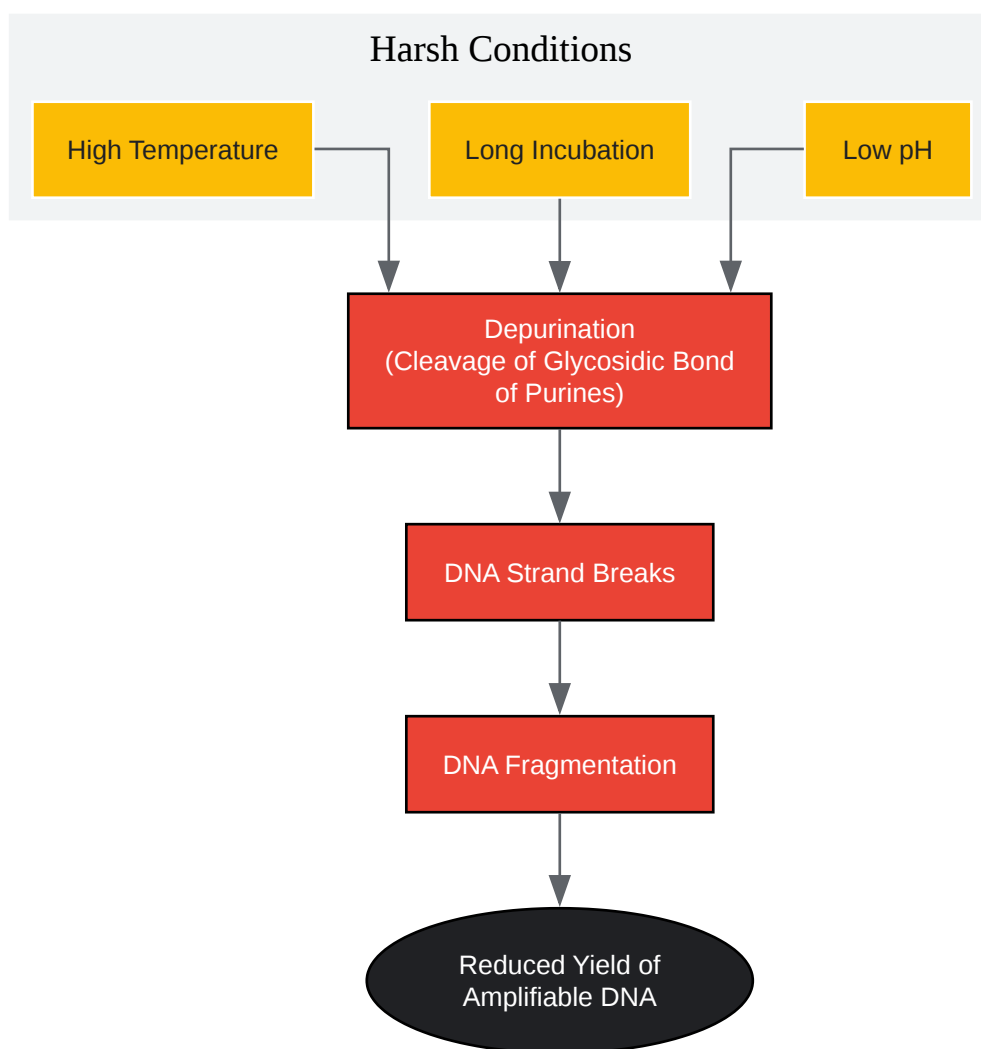 Harsh Conditions
High Temperature
Long Incubation
Low pH
Depurination
(Cleavage of Glycosidic Bond
of Purines)
DNA Strand Breaks
DNA Fragmentation
Reduced Yield of
Amplifiable DNA